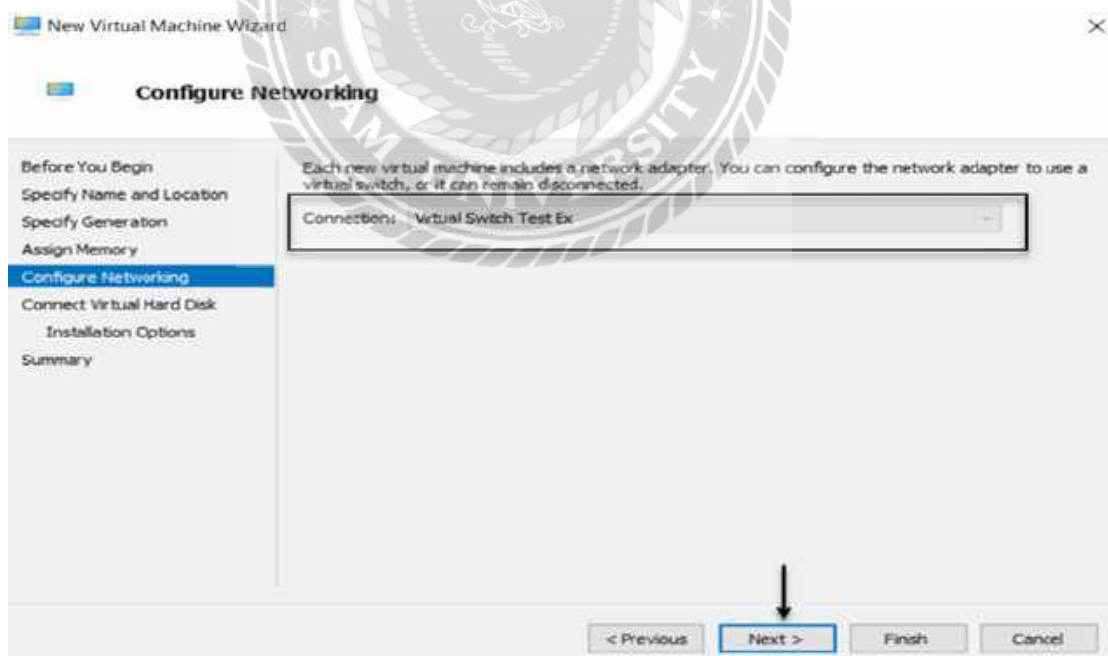 New Virtual Machine Wizard
Configure Networking
Before You Begin
Specify Name and Location
Specify Generation
Assign Memory
Configure Networking
Connect Virtual Hard Disk
Installation Options
Summary
Each new virtual machine includes a network adapter. You can configure the network adapter to use a
virtual switch, or it can remain disconnected.
Connection: Virtual Switch Test Ex
< Previous
Next >
Finish
Cancel
SIAM UNIVERSITY